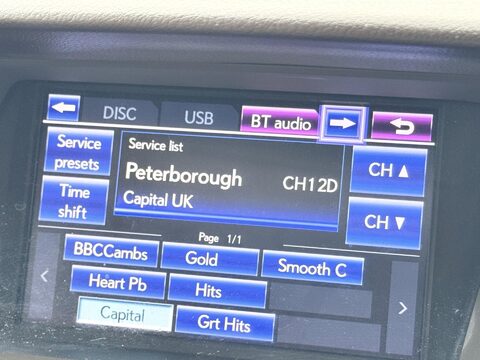 DISC USB BT audio
Service presets
Service list
Peterborough CH12D
Capital UK
CH ▲
Time shift
CH ▼
Page 1/1
BBCCambs Gold Smooth C
Heart Pb Hits
Capital Grt Hits